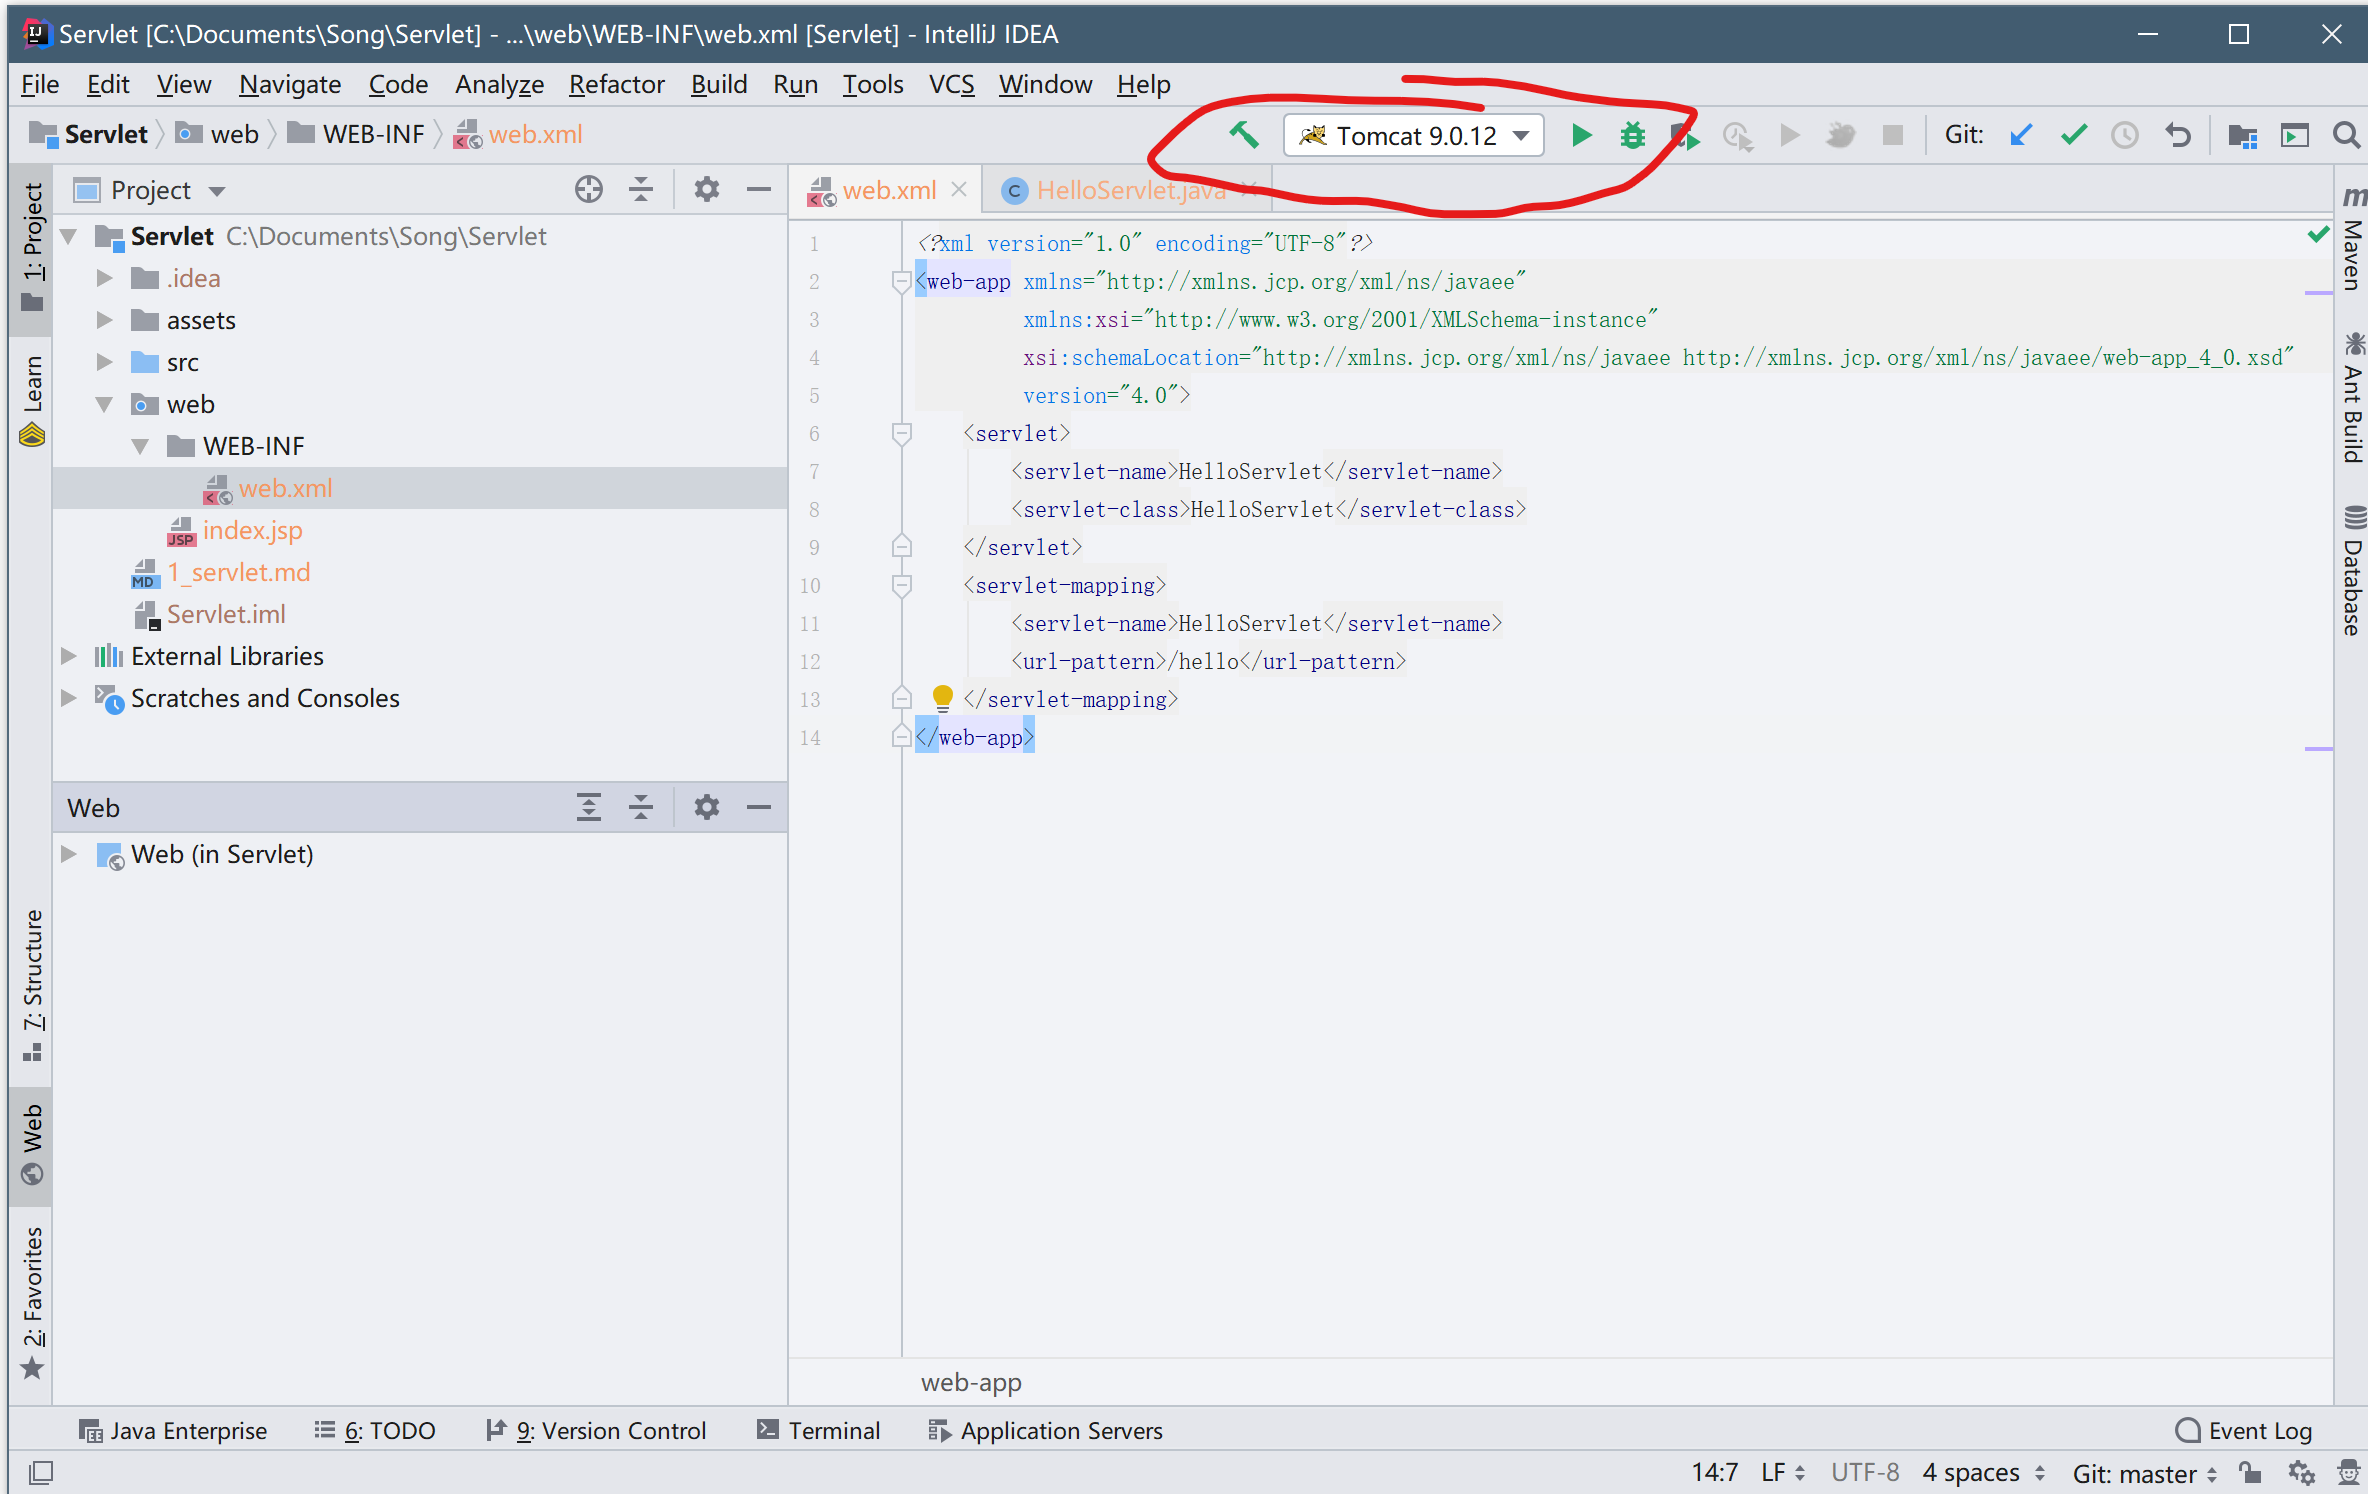 Servlet [C:\Documents\Song\Servlet] - ...\web\WEB-INF\web.xml [Servlet] - IntelliJ IDEA
File Edit View Navigate Code Analyze Refactor Build Run Tools VCS Window Help
Servlet web WEB-INF web.xml Tomcat 9.0.12 Git:
1: Project
Learn
7: Structure
Web
2: Favorites
Project
Servlet C:\Documents\Song\Servlet
.idea
assets
src
web
WEB-INF
web.xml
JSP index.jsp
MD 1_servlet.md
Servlet.iml
External Libraries
Scratches and Consoles
Web
Web (in Servlet)
web.xml C HelloServlet.java
1 <?xml version="1.0" encoding="UTF-8"?>
2 <web-app xmlns="http://xmlns.jcp.org/xml/ns/javaee"
3 xmlns:xsi="http://www.w3.org/2001/XMLSchema-instance"
4 xsi:schemaLocation="http://xmlns.jcp.org/xml/ns/javaee http://xmlns.jcp.org/xml/ns/javaee/web-app_4_0.xsd"
5 version="4.0">
6 <servlet>
7 <servlet-name>HelloServlet</servlet-name>
8 <servlet-class>HelloServlet</servlet-class>
9 </servlet>
10 <servlet-mapping>
11 <servlet-name>HelloServlet</servlet-name>
12 <url-pattern>/hello</url-pattern>
13 </servlet-mapping>
14 </web-app>
web-app
m Maven
Ant Build
Database
Java Enterprise 6: TODO 9: Version Control Terminal Application Servers Event Log
14:7 LF UTF-8 4 spaces Git: master